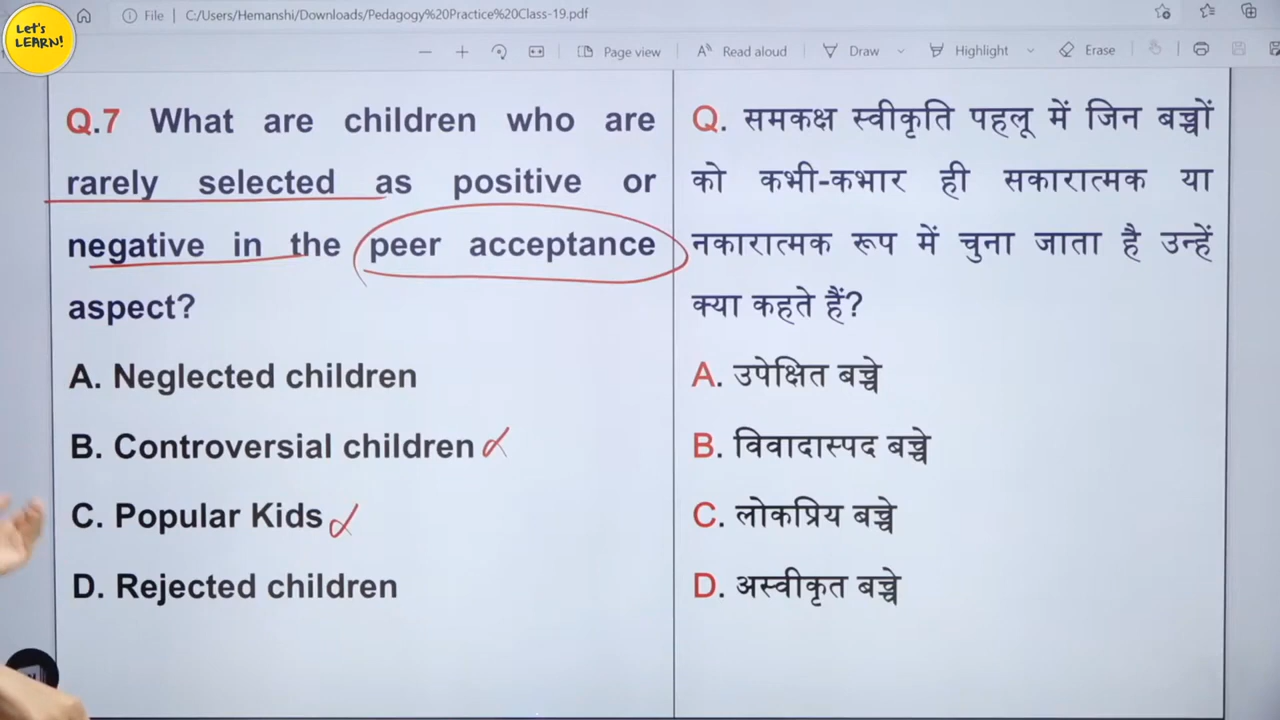 Let's
LEARN!
File | C:/Users/Hemanshi/Downloads/Pedagogy%20Practice%20Class-19.pdf
Page view
Read aloud
Draw
Highlight
Erase
Q.7 What are children who are
rarely selected as positive or
negative in the peer acceptance
aspect?
A. Neglected children
B. Controversial children
C. Popular Kids
D. Rejected children
Q. समकक्ष स्वीकृति पहलू में जिन बच्चों
को कभी-कभार ही सकारात्मक या
नकारात्मक रूप में चुना जाता है उन्हें
क्या कहते हैं?
A. उपेक्षित बच्चे
B. विवादास्पद बच्चे
C. लोकप्रिय बच्चे
D. अस्वीकृत बच्चे